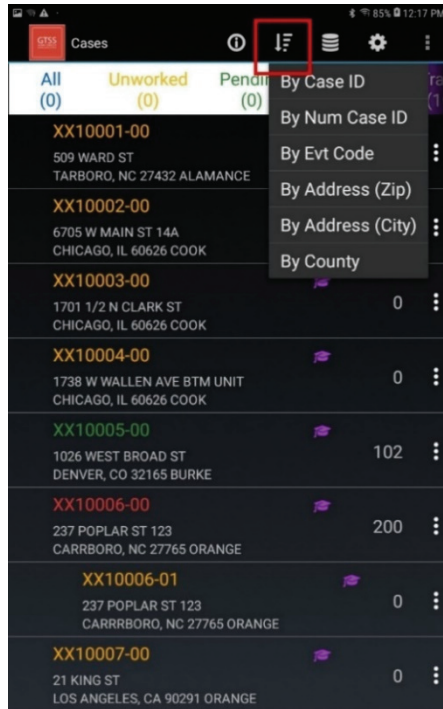 85% 12:17 PM
GTSS Cases
All Unworked Pendin
(0) (0) (0) (1
By Case ID
By Num Case ID
By Evt Code
By Address (Zip)
By Address (City)
By County
XX10001-00
509 WARD ST
TARBORO, NC 27432 ALAMANCE
XX10002-00
6705 W MAIN ST 14A
CHICAGO, IL 60626 COOK
XX10003-00
1701 1/2 N CLARK ST 0
CHICAGO, IL 60626 COOK
XX10004-00
1738 W WALLEN AVE BTM UNIT 0
CHICAGO, IL 60626 COOK
XX10005-00
1026 WEST BROAD ST 102
DENVER, CO 32165 BURKE
XX10006-00
237 POPLAR ST 123 200
CARRBORO, NC 27765 ORANGE
XX10006-01
237 POPLAR ST 123 0
CARRRBORO, NC 27765 ORANGE
XX10007-00
21 KING ST 0
LOS ANGELES, CA 90291 ORANGE